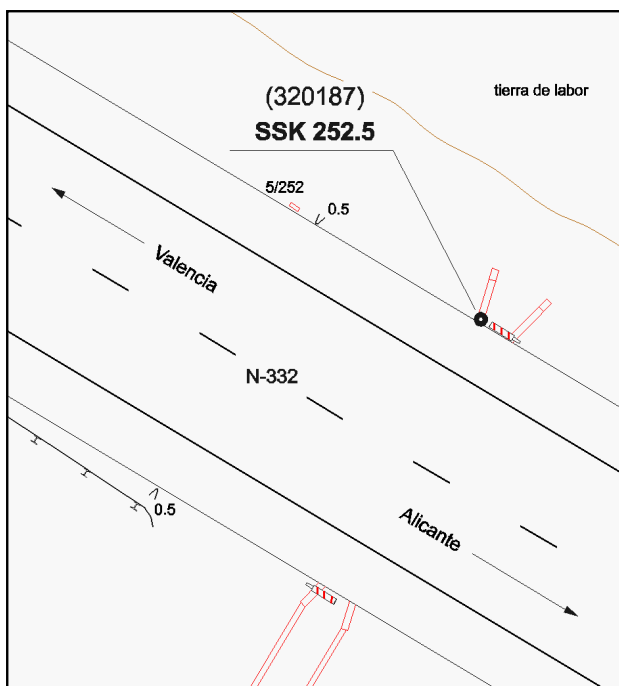 tierra de labor
(320187)
SSK 252.5
5/252
0.5
Valencia
N-332
0.5
Alicante